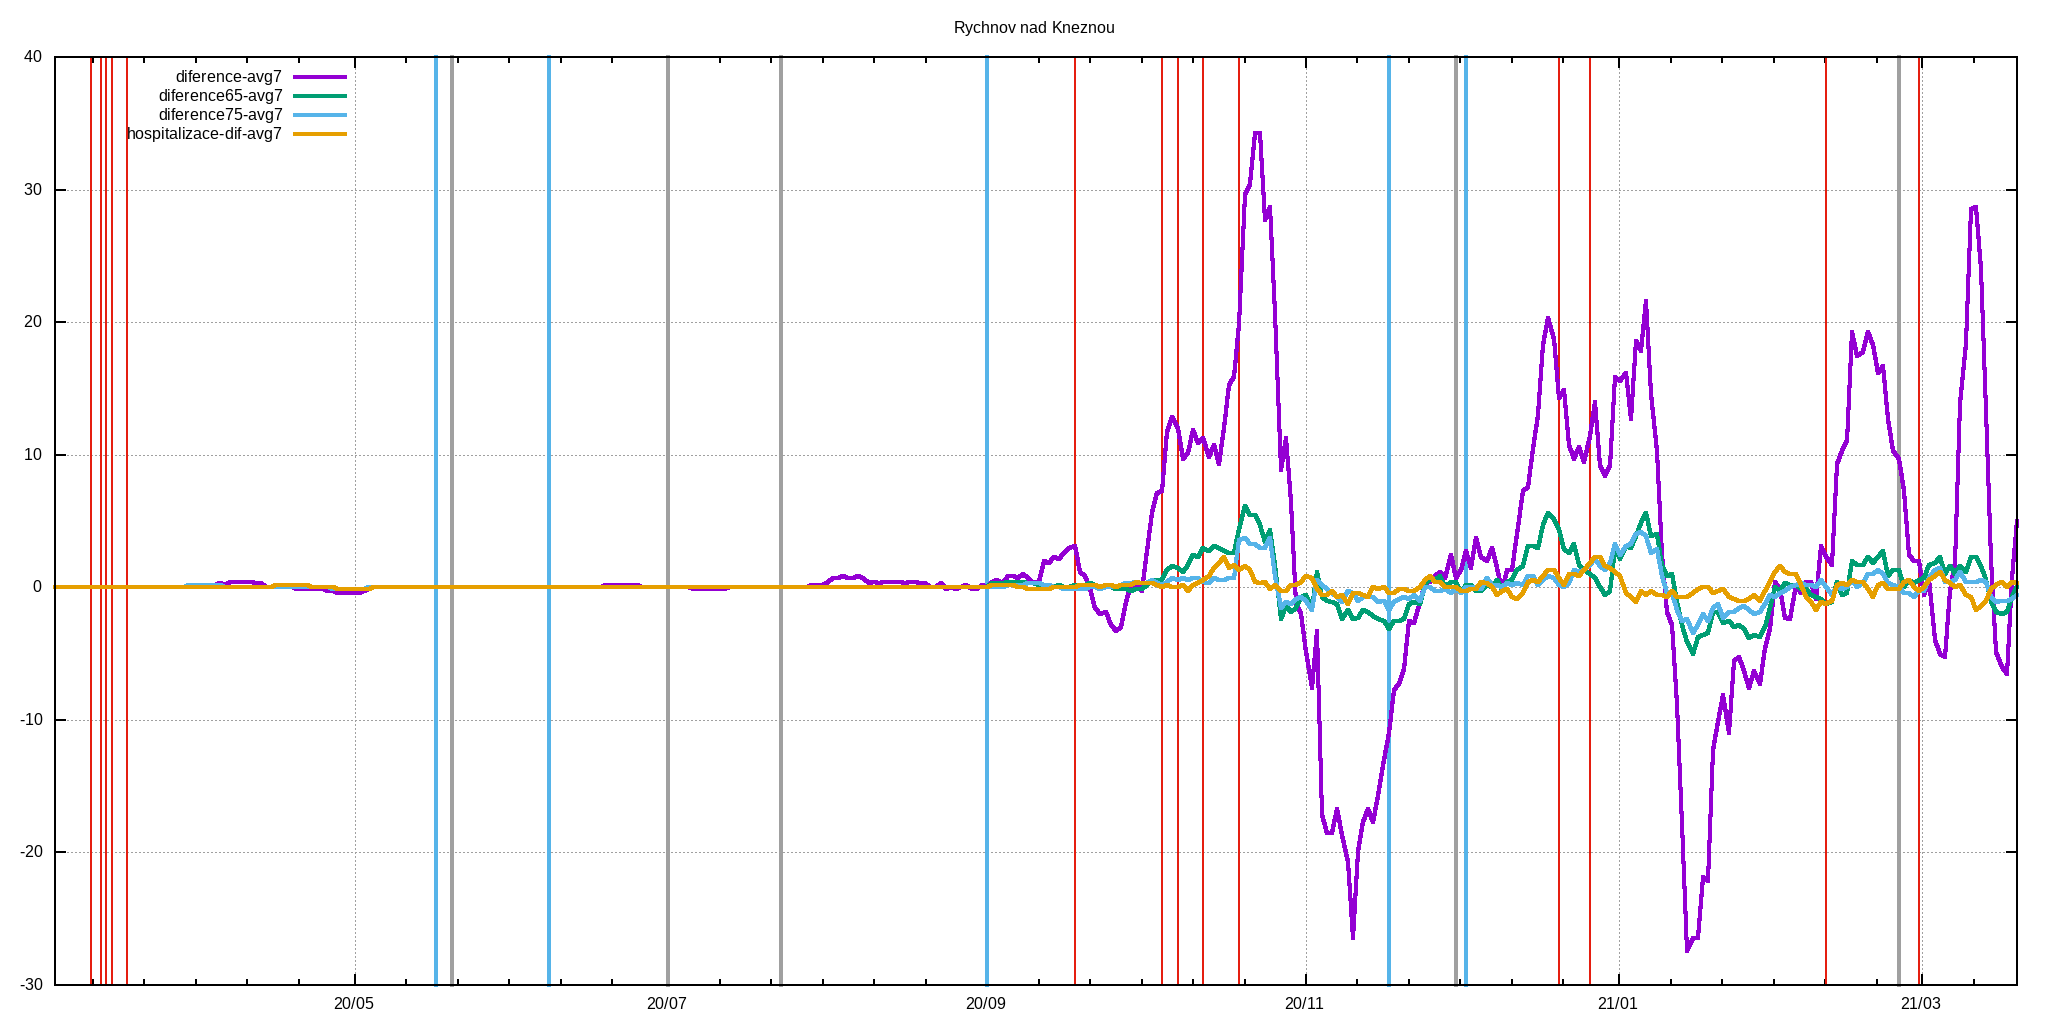 Rychnov nad Kneznou
diference-avg7
diference65-avg7
diference75-avg7
hospitalizace-dif-avg7
40
30
20
10
0
-10
-20
-30
20/05 20/07 20/09 20/11 21/01 21/03